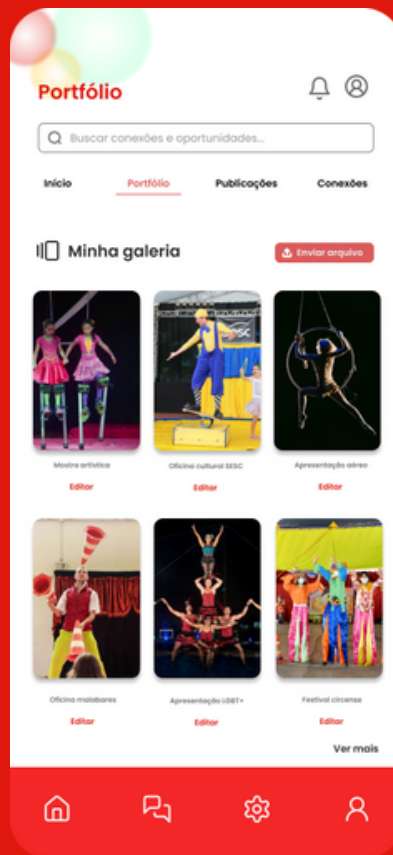 Portfólio
Buscar conexões e oportunidades...
Início Portfólio Publicações Conexões
Minha galeria Enviar arquivo
SC
Mostra artística Oficina cultural SESC Apresentação aéreo
Editar Editar Editar
Oficina malabares Apresentação LGBT+ Festival circense
Editar Editar Editar
Ver mais